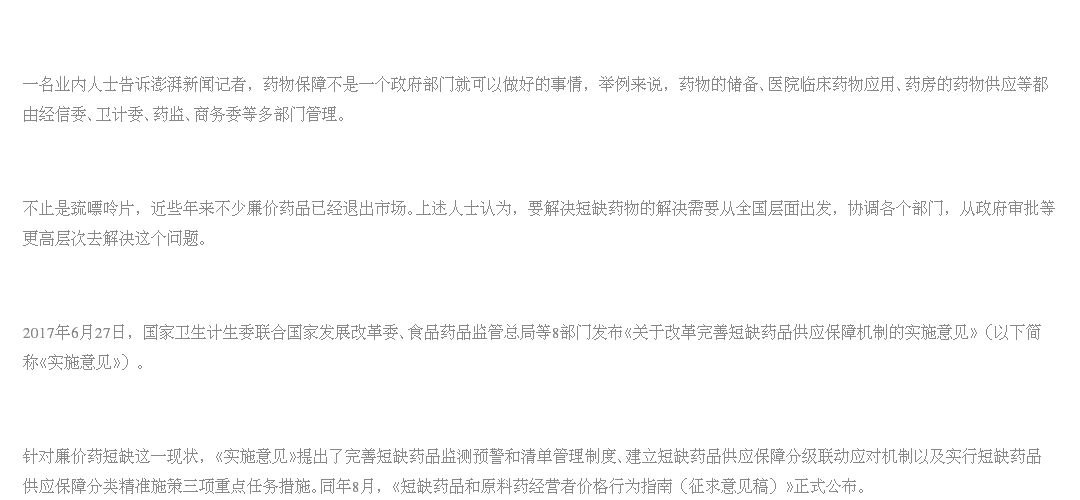 一名业内人士告诉澎湃新闻记者，药物保障不是一个政府部门就可以做好的事情，举例来说，药物的储备、医院临床药物应用、药房的药物供应等都
由经信委、卫计委、药监、商务委等多部门管理。
不止是巯嘌呤片，近些年来不少廉价药品已经退出市场。上述人士认为，要解决短缺药物的解决需要从全国层面出发，协调各个部门，从政府审批等
更高层次去解决这个问题。
2017年6月27日，国家卫生计生委联合国家发展改革委、食品药品监管总局等8部门发布《关于改革完善短缺药品供应保障机制的实施意见》（以下简
称《实施意见》）。
针对廉价药短缺这一现状，《实施意见》提出了完善短缺药品监测预警和清单管理制度、建立短缺药品供应保障分级联动应对机制以及实行短缺药品
供应保障分类精准施策三项重点任务措施。同年8月，《短缺药品和原料药经营者价格行为指南（征求意见稿）》正式公布。